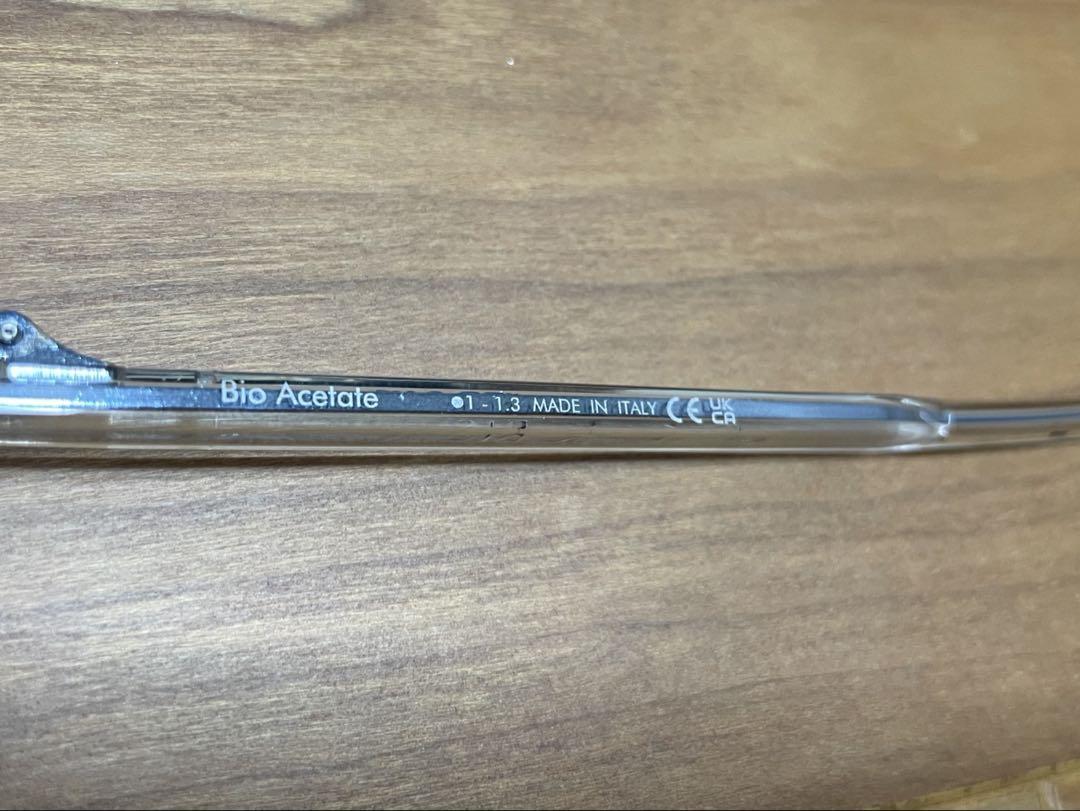 Bio Acetate ●1 - 1.3 MADE IN ITALY CE UK CA